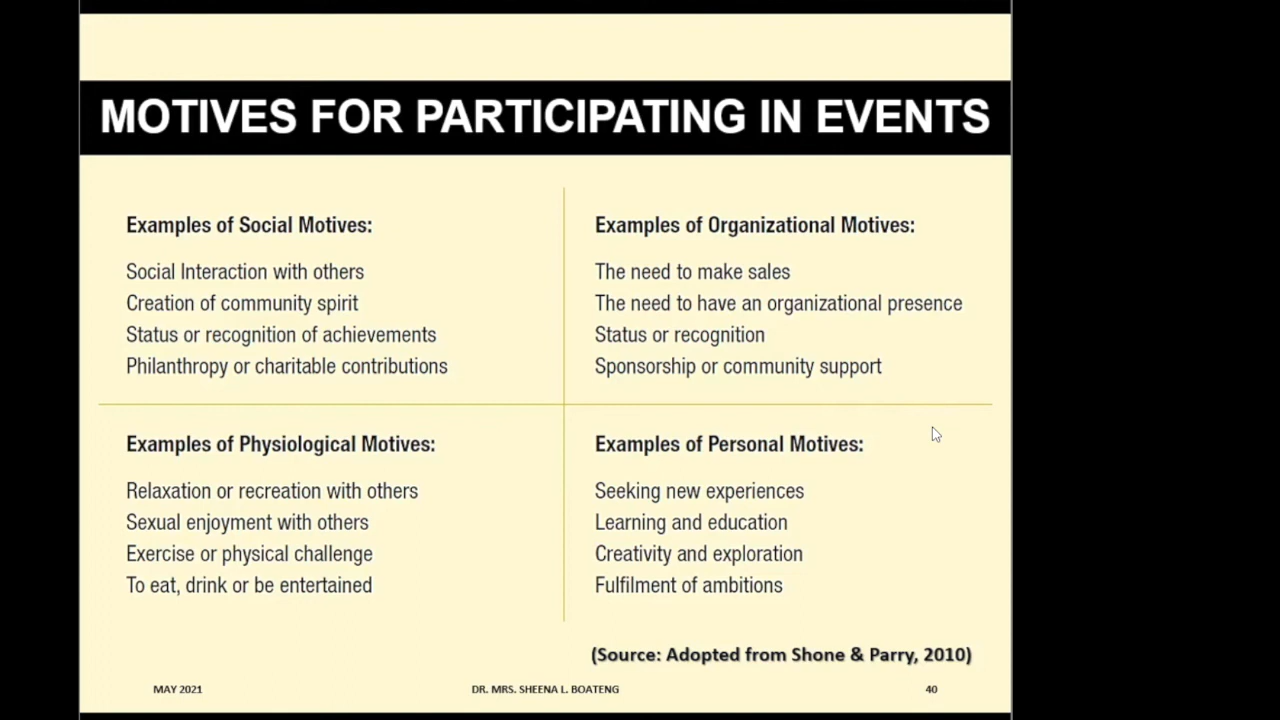 MOTIVES FOR PARTICIPATING IN EVENTS
Examples of Social Motives:
Social Interaction with others
Creation of community spirit
Status or recognition of achievements
Philanthropy or charitable contributions
Examples of Organizational Motives:
The need to make sales
The need to have an organizational presence
Status or recognition
Sponsorship or community support
Examples of Physiological Motives:
Relaxation or recreation with others
Sexual enjoyment with others
Exercise or physical challenge
To eat, drink or be entertained
Examples of Personal Motives:
Seeking new experiences
Learning and education
Creativity and exploration
Fulfilment of ambitions
(Source: Adopted from Shone & Parry, 2010)
MAY 2021
DR. MRS. SHEENA L. BOATENG
40